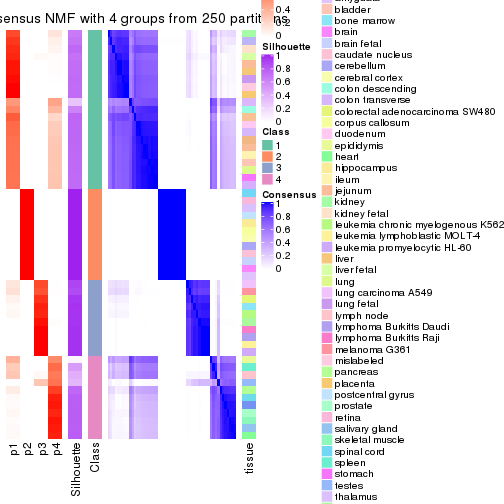 sensus NMF with 4 groups from 250 partitions
0.4
0.2
0
Silhouette
1
0.8
0.6
0.4
0.2
0
Class
1
2
3
4
Consensus
1
0.8
0.6
0.4
0.2
0
bladder
bone marrow
brain
brain fetal
caudate nucleus
cerebellum
cerebral cortex
colon descending
colon transverse
colorectal adenocarcinoma SW480
corpus callosum
duodenum
epididymis
heart
hippocampus
ileum
jejunum
kidney
kidney fetal
leukemia chronic myelogenous K562
leukemia lymphoblastic MOLT-4
leukemia promyelocytic HL-60
liver
liver fetal
lung
lung carcinoma A549
lung fetal
lymph node
lymphoma Burkitts Daudi
lymphoma Burkitts Raji
melanoma G361
mislabeled
pancreas
placenta
postcentral gyrus
prostate
retina
salivary gland
skeletal muscle
spinal cord
spleen
stomach
testes
thalamus
p1
p2
p3
p4
Silhouette
Class
tissue